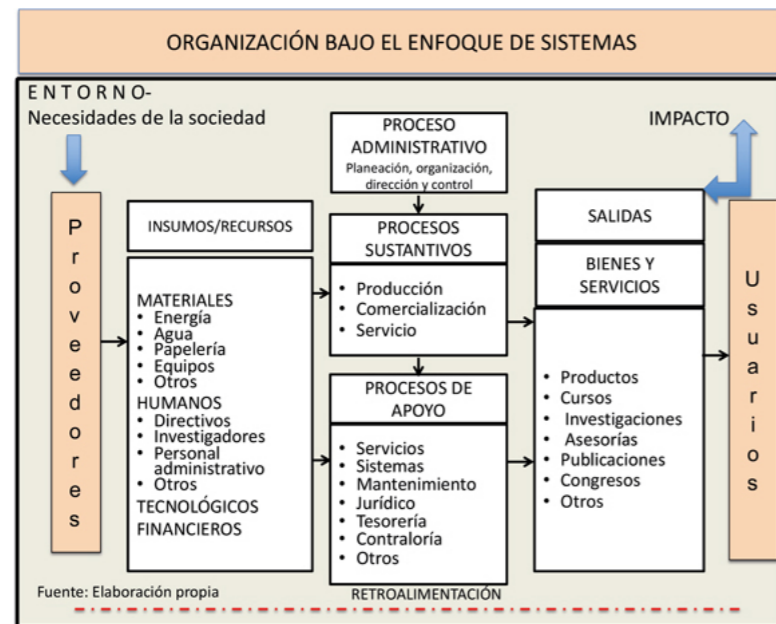 ORGANIZACIÓN BAJO EL ENFOQUE DE SISTEMAS
E N T O R N O-
Necesidades de la sociedad
Proveedores
INSUMOS/RECURSOS
MATERIALES
• Energía
• Agua
• Papelería
• Equipos
• Otros
HUMANOS
• Directivos
• Investigadores
• Personal
administrativo
• Otros
TECNOLÓGICOS
FINANCIEROS
PROCESO
ADMINISTRATIVO
Planeación, organización,
dirección y control
PROCESOS
SUSTANTIVOS
• Producción
• Comercialización
• Servicio
PROCESOS DE
APOYO
• Servicios
• Sistemas
• Mantenimiento
• Jurídico
• Tesorería
• Contraloría
• Otros
IMPACTO
SALIDAS
BIENES Y
SERVICIOS
• Productos
• Cursos
• Investigaciones
• Asesorías
• Publicaciones
• Congresos
• Otros
Usuarios
Fuente: Elaboración propia
RETROALIMENTACIÓN